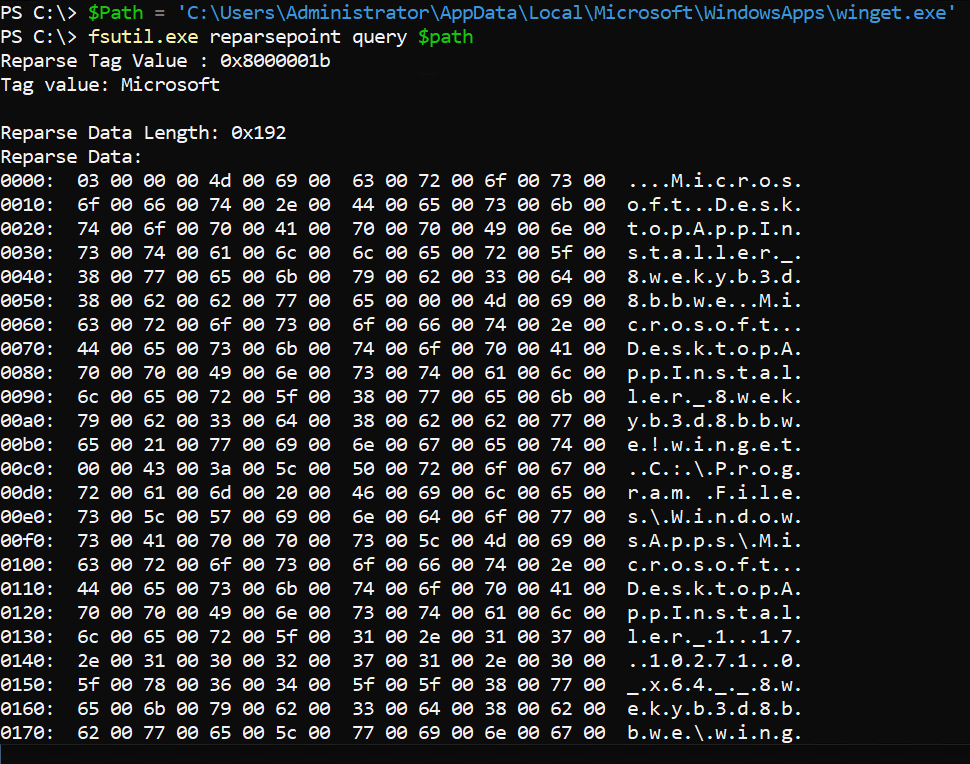 PS C:\> $Path = 'C:\Users\Administrator\AppData\Local\Microsoft\WindowsApps\winget.exe'
PS C:\> fsutil.exe reparsepoint query $path
Reparse Tag Value : 0x8000001b
Tag value: Microsoft

Reparse Data Length: 0x192
Reparse Data:
0000:  03 00 00 00 4d 00 69 00  63 00 72 00 6f 00 73 00  ....M.i.c.r.o.s.
0010:  6f 00 66 00 74 00 2e 00  44 00 65 00 73 00 6b 00  o.f.t...D.e.s.k.
0020:  74 00 6f 00 70 00 41 00  70 00 70 00 49 00 6e 00  t.o.p.A.p.p.I.n.
0030:  73 00 74 00 61 00 6c 00  6c 00 65 00 72 00 5f 00  s.t.a.l.l.e.r._.
0040:  38 00 77 00 65 00 6b 00  79 00 62 00 33 00 64 00  8.w.e.k.y.b.3.d.
0050:  38 00 62 00 62 00 77 00  65 00 00 00 4d 00 69 00  8.b.b.w.e...M.i.
0060:  63 00 72 00 6f 00 73 00  6f 00 66 00 74 00 2e 00  c.r.o.s.o.f.t...
0070:  44 00 65 00 73 00 6b 00  74 00 6f 00 70 00 41 00  D.e.s.k.t.o.p.A.
0080:  70 00 70 00 49 00 6e 00  73 00 74 00 61 00 6c 00  p.p.I.n.s.t.a.l.
0090:  6c 00 65 00 72 00 5f 00  38 00 77 00 65 00 6b 00  l.e.r._.8.w.e.k.
00a0:  79 00 62 00 33 00 64 00  38 00 62 00 62 00 77 00  y.b.3.d.8.b.b.w.
00b0:  65 00 21 00 77 00 69 00  6e 00 67 00 65 00 74 00  e.!.w.i.n.g.e.t.
00c0:  00 00 43 00 3a 00 5c 00  50 00 72 00 6f 00 67 00  ..C.:.\.P.r.o.g.
00d0:  72 00 61 00 6d 00 20 00  46 00 69 00 6c 00 65 00  r.a.m. .F.i.l.e.
00e0:  73 00 5c 00 57 00 69 00  6e 00 64 00 6f 00 77 00  s.\.W.i.n.d.o.w.
00f0:  73 00 41 00 70 00 70 00  73 00 5c 00 4d 00 69 00  s.A.p.p.s.\.M.i.
0100:  63 00 72 00 6f 00 73 00  6f 00 66 00 74 00 2e 00  c.r.o.s.o.f.t...
0110:  44 00 65 00 73 00 6b 00  74 00 6f 00 70 00 41 00  D.e.s.k.t.o.p.A.
0120:  70 00 70 00 49 00 6e 00  73 00 74 00 61 00 6c 00  p.p.I.n.s.t.a.l.
0130:  6c 00 65 00 72 00 5f 00  31 00 2e 00 31 00 37 00  l.e.r._.1...1.7.
0140:  2e 00 31 00 30 00 32 00  37 00 31 00 2e 00 30 00  ..1.0.2.7.1...0.
0150:  5f 00 78 00 36 00 34 00  5f 00 5f 00 38 00 77 00  _.x.6.4._._.8.w.
0160:  65 00 6b 00 79 00 62 00  33 00 64 00 38 00 62 00  e.k.y.b.3.d.8.b.
0170:  62 00 77 00 65 00 5c 00  77 00 69 00 6e 00 67 00  b.w.e.\.w.i.n.g.